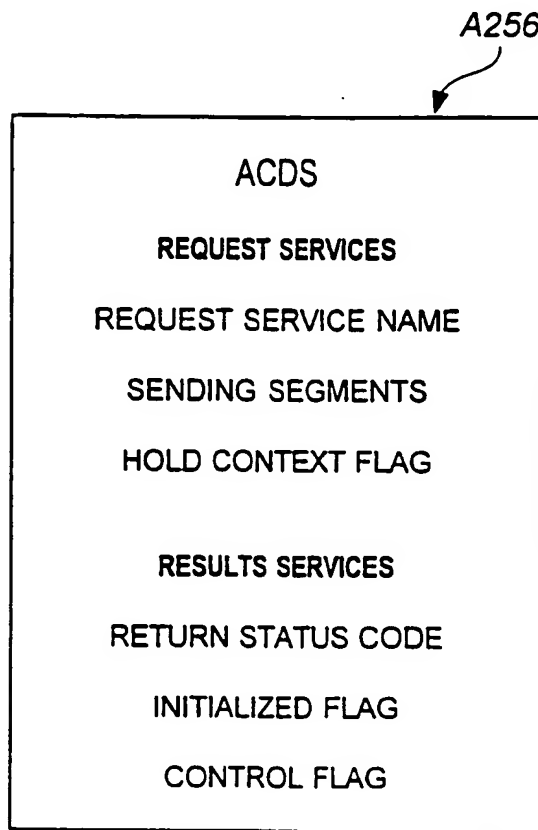 A256
ACDS
REQUEST SERVICES
REQUEST SERVICE NAME
SENDING SEGMENTS
HOLD CONTEXT FLAG
RESULTS SERVICES
RETURN STATUS CODE
INITIALIZED FLAG
CONTROL FLAG